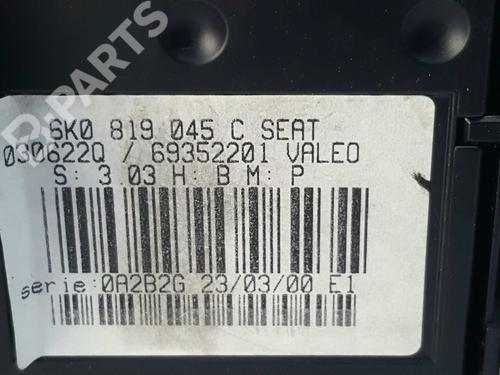 B-PARTS
6K0 819 045 C SEAT
030622Q / 69352201 VALEO
S: 3.03 H: B M: P
serie:0A2B2G 23/03/00 E1